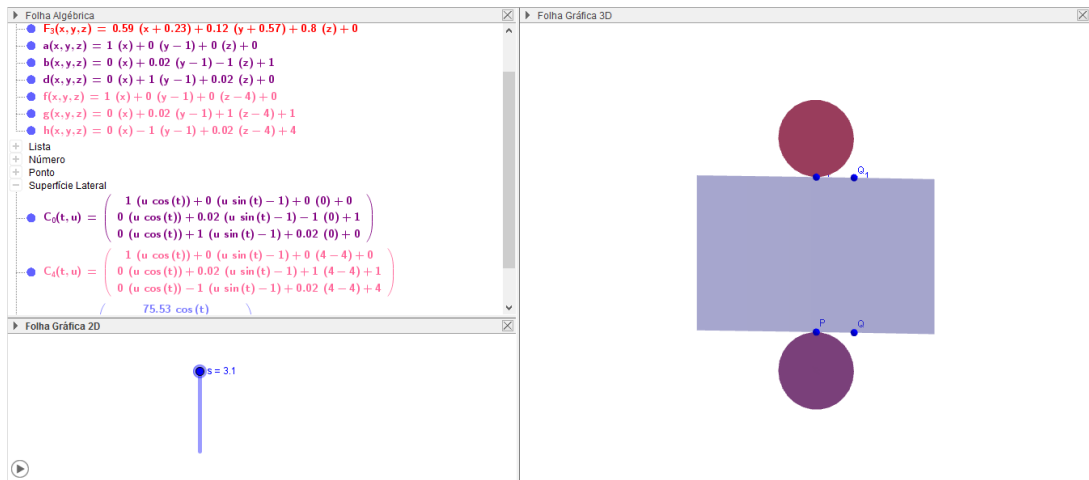 Folha Algébrica
F₃(x,y,z) = 0.59 (x+0.23)+0.12 (y+0.57)+0.8 (z)+0
a(x,y,z) = 1 (x)+0 (y−1)+0 (z)+0
b(x,y,z) = 0 (x)+0.02 (y−1)−1 (z)+1
d(x,y,z) = 0 (x)+1 (y−1)+0.02 (z)+0
f(x,y,z) = 1 (x)+0 (y−1)+0 (z−4)+0
g(x,y,z) = 0 (x)+0.02 (y−1)+1 (z−4)+1
h(x,y,z) = 0 (x)−1 (y−1)+0.02 (z−4)+4
Lista
Número
Ponto
Superfície Lateral
1 (u cos(t))+0 (u sin(t)−1)+0 (0)+0
C₀(t,u) = 0 (u cos(t))+0.02 (u sin(t)−1)−1 (0)+1
0 (u cos(t))+1 (u sin(t)−1)+0.02 (0)+0
1 (u cos(t))+0 (u sin(t)−1)+0 (4−4)+0
C₄(t,u) = 0 (u cos(t))+0.02 (u sin(t)−1)+1 (4−4)+1
0 (u cos(t))−1 (u sin(t)−1)+0.02 (4−4)+4
75.53 cos(t)
Folha Gráfica 2D
s = 3.1
Folha Gráfica 3D
Q₁
P
Q